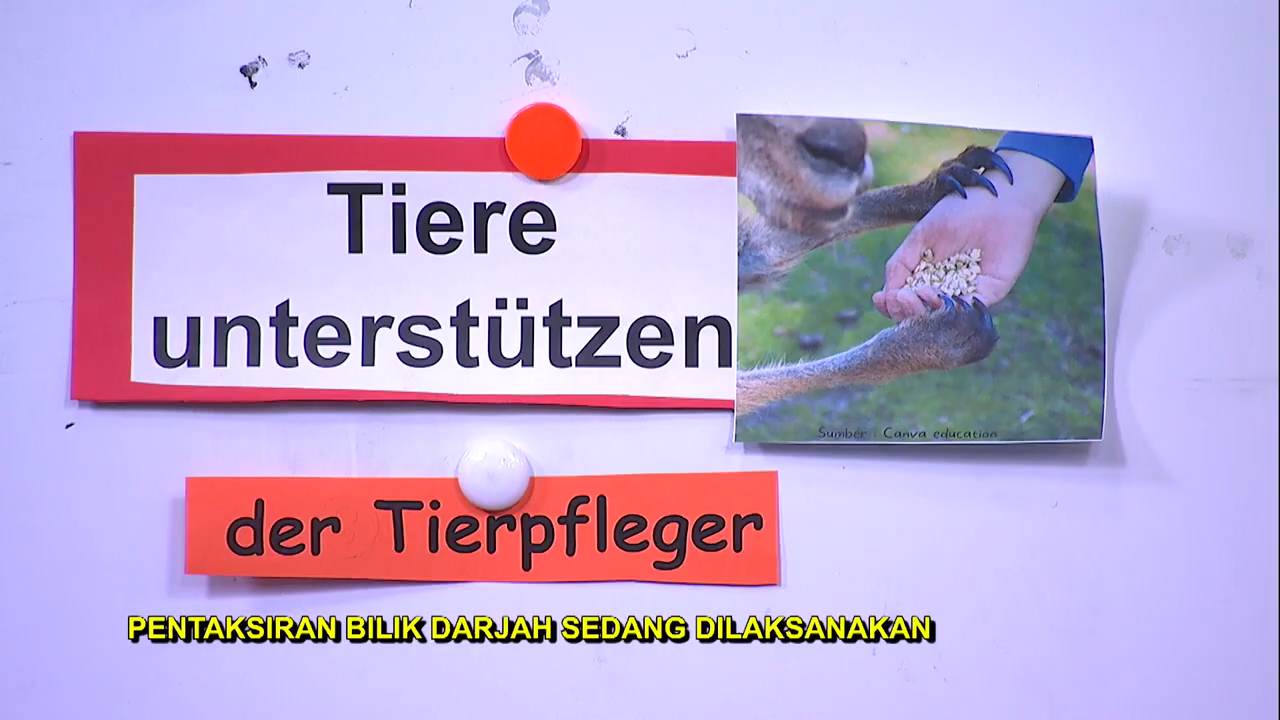 Tiere
unterstützen
Sumber : Canva education
der Tierpfleger
PENTAKSIRAN BILIK DARJAH SEDANG DILAKSANAKAN